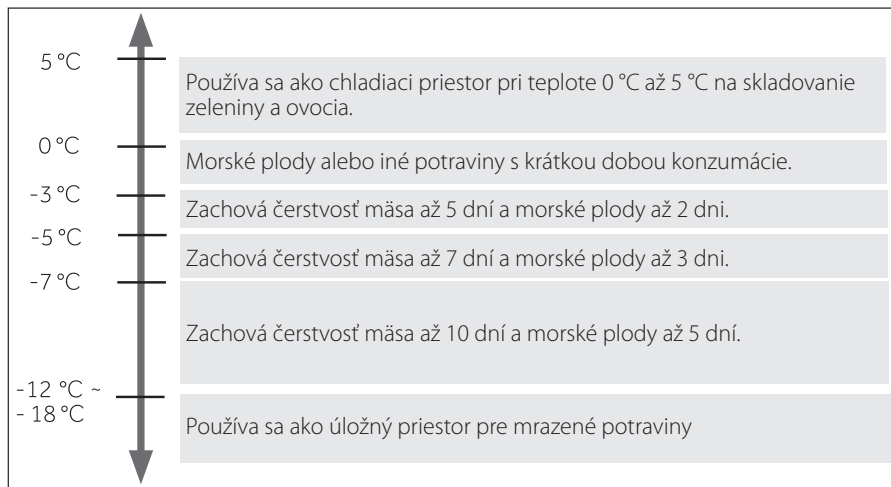 5 °C
Používa sa ako chladiaci priestor pri teplote 0 °C až 5 °C na skladovanie
zeleniny a ovocia.
0 °C
Morské plody alebo iné potraviny s krátkou dobou konzumácie.
-3 °C
Zachová čerstvosť mäsa až 5 dní a morské plody až 2 dni.
-5 °C
Zachová čerstvosť mäsa až 7 dní a morské plody až 3 dni.
-7 °C
Zachová čerstvosť mäsa až 10 dní a morské plody až 5 dní.
-12 °C ~
- 18 °C
Používa sa ako úložný priestor pre mrazené potraviny